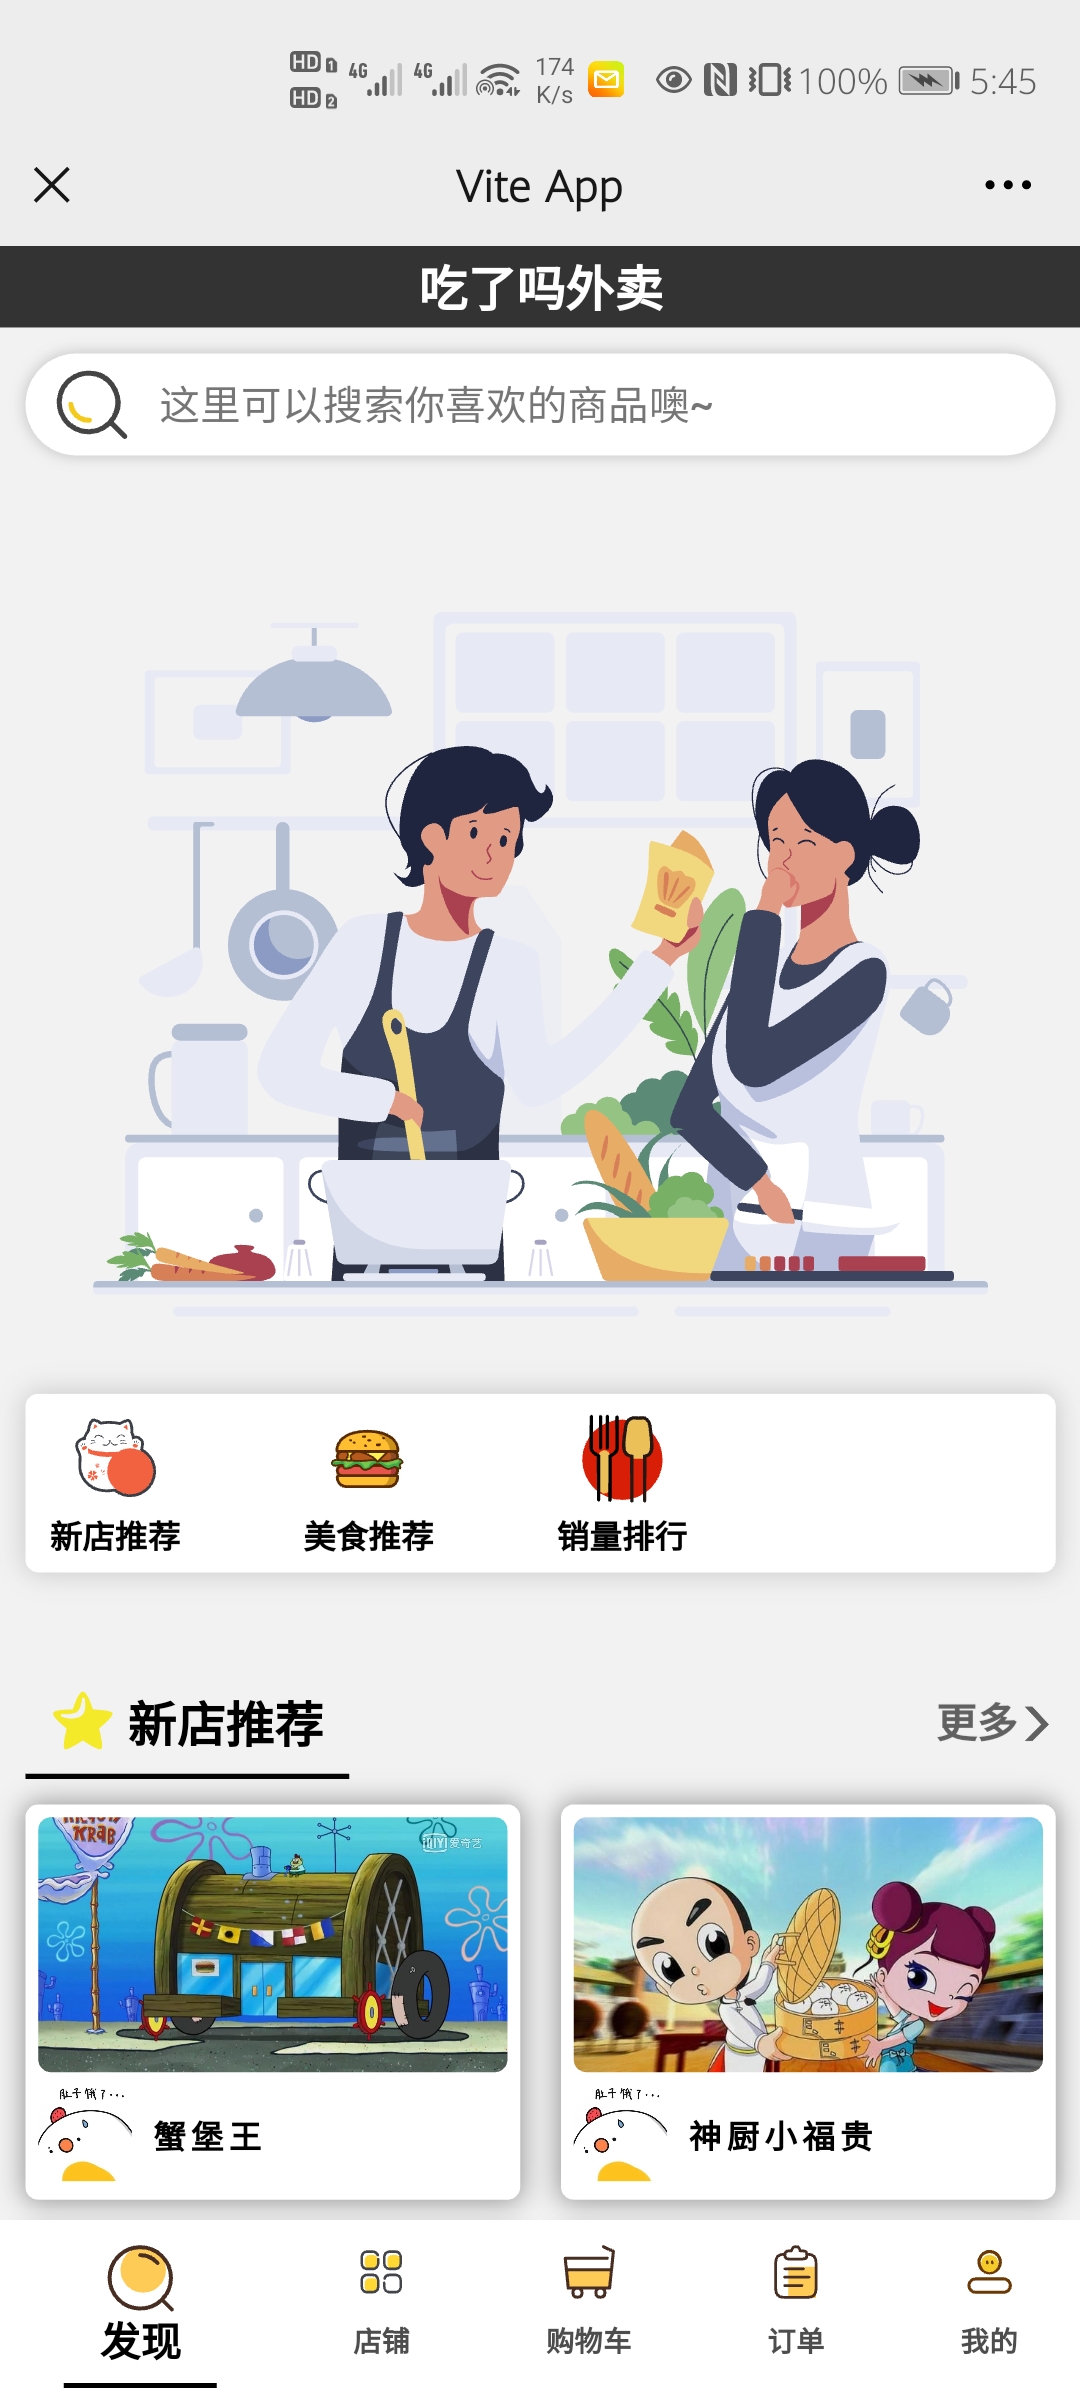 HD 1 4G 4G 174 100% 5:45
HD 2 K/s
Vite App
吃了吗外卖
这里可以搜索你喜欢的商品噢~
新店推荐 美食推荐 销量排行
新店推荐 更多
KRAB
爱奇艺
肚子饿了... 肚子饿了...
蟹堡王 神厨小福贵
发现 店铺 购物车 订单 我的